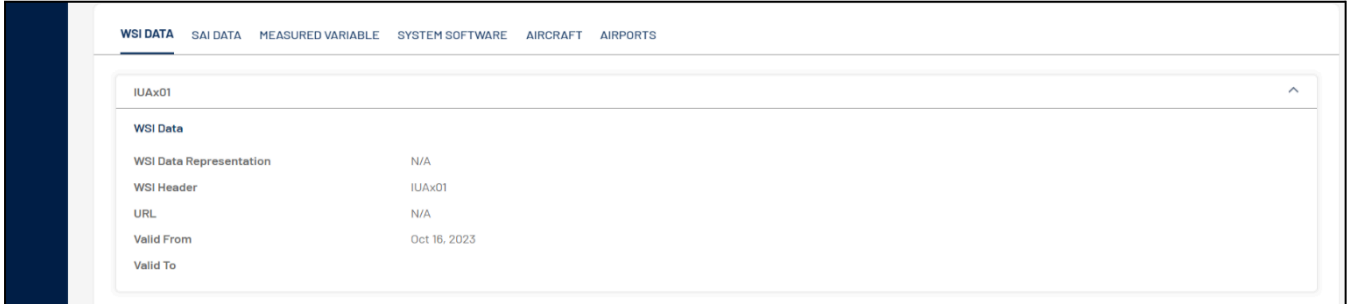 WSI DATA SAI DATA MEASURED VARIABLE SYSTEM SOFTWARE AIRCRAFT AIRPORTS
IUAx01
WSI Data
WSI Data Representation N/A
WSI Header IUAx01
URL N/A
Valid From Oct 16, 2023
Valid To